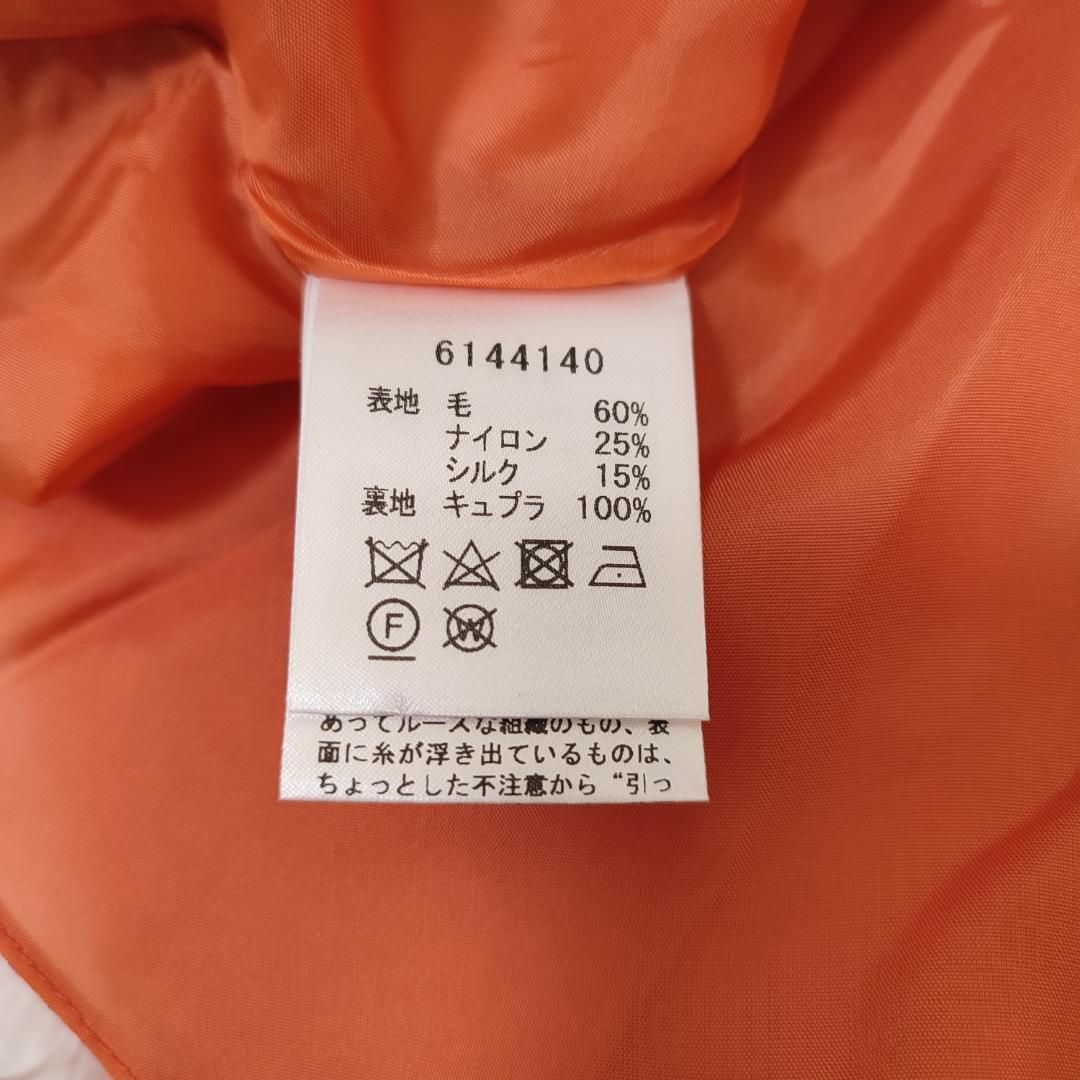 6144140
表地 毛 60%
ナイロン 25%
シルク 15%
裏地 キュプラ 100%
F W
あってルースな組織のもの、表
面に糸が浮き出ているものは、
ちょっとした不注意から“引っ